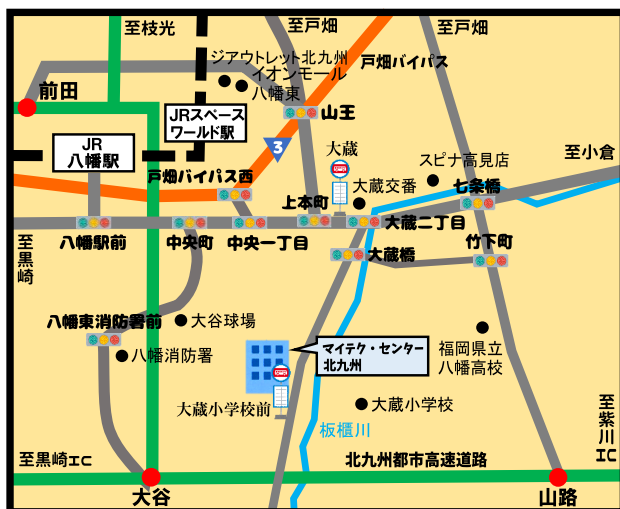 至枝光
至戸畑
至戸畑
ジアウトレット北九州
イオンモール
八幡東
戸畑バイパス
前田
JRスペース
ワールド駅
山王
3
JR
八幡駅
大蔵
スピナ高見店
至小倉
戸畑バイパス西
大蔵交番
七条橋
上本町
八幡駅前
中央町
中央一丁目
大蔵二丁目
竹下町
至黒崎
大蔵橋
八幡東消防署前
大谷球場
八幡消防署
マイテク・センター
北九州
福岡県立
八幡高校
大蔵小学校前
大蔵小学校
板櫃川
至紫川IC
至黒崎IC
北九州都市高速道路
大谷
山路